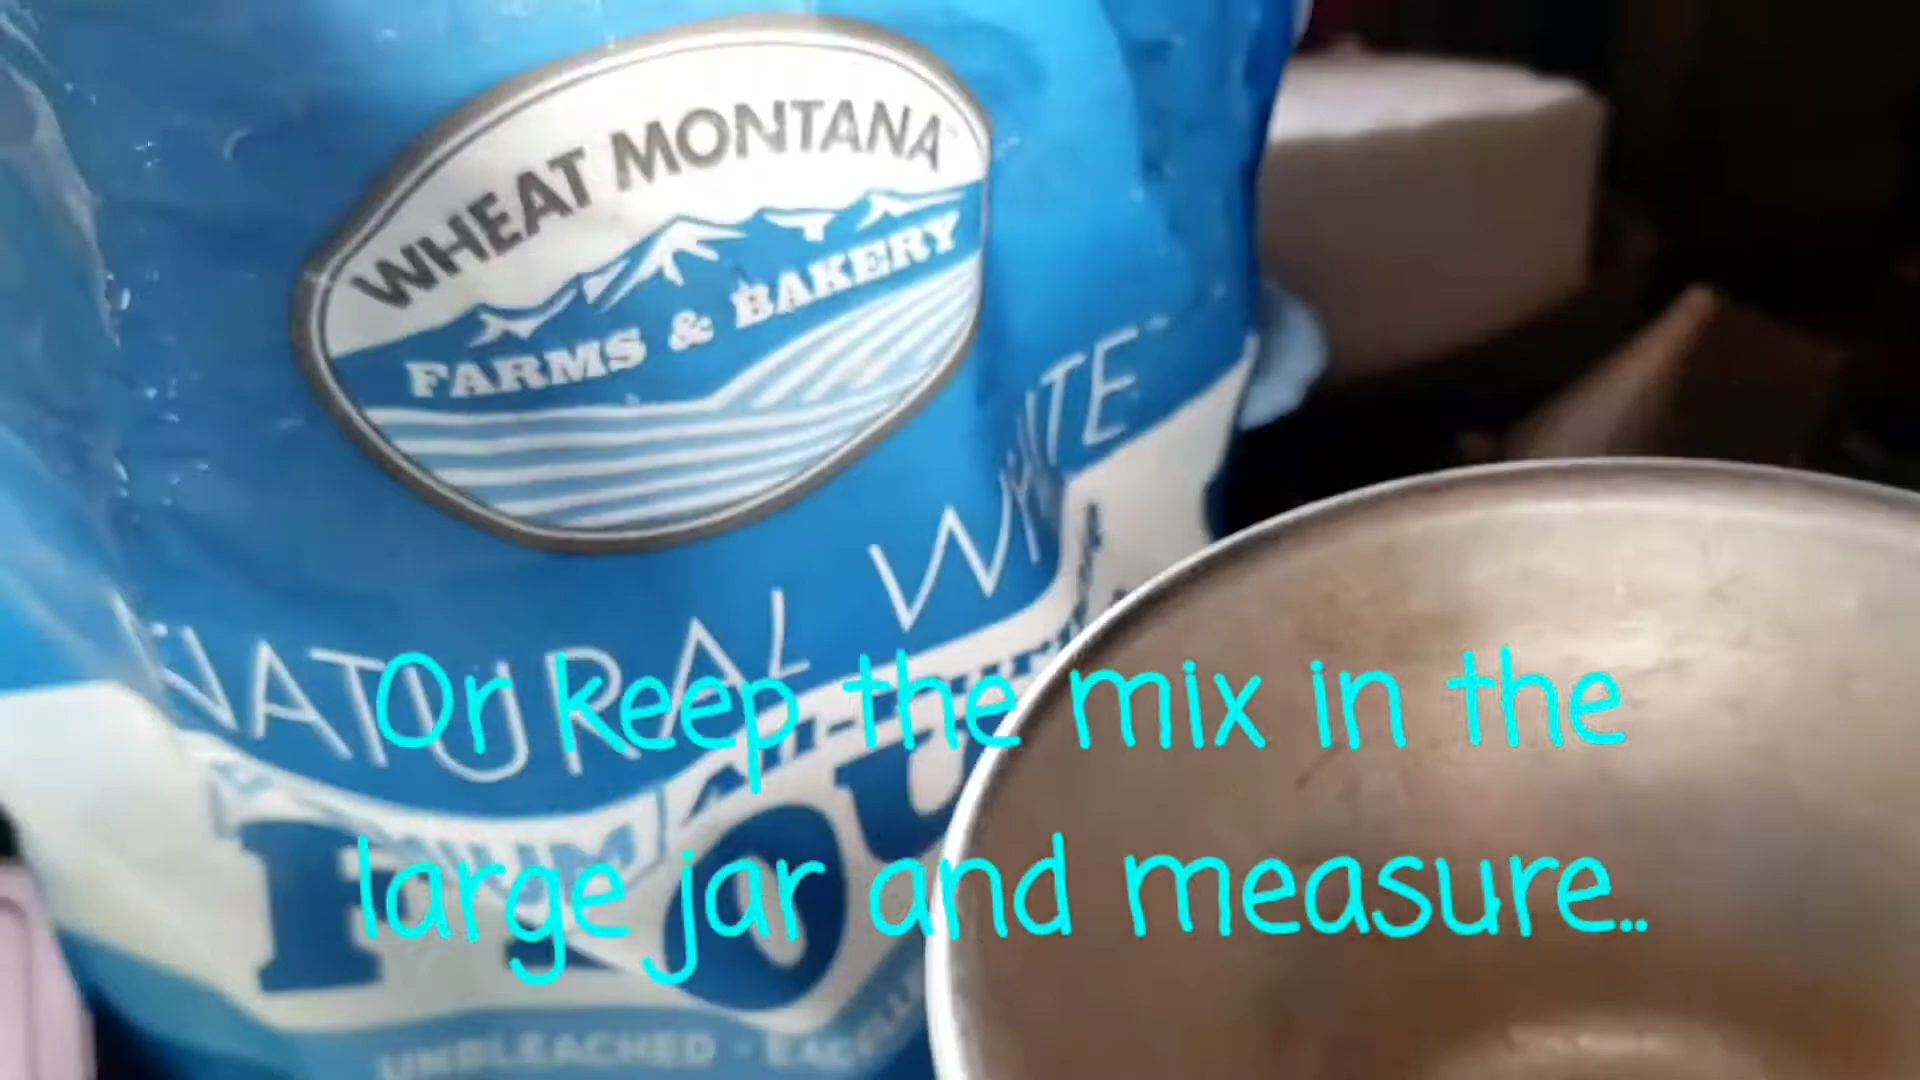 WHEAT MONTANA
FARMS & BAKERY
NATURAL WHITE
Or keep the mix in the
large jar and measure..
UNBLEACHED